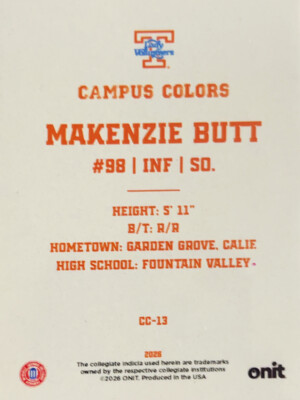 Lady
Volunteers
CAMPUS COLORS
MAKENZIE BUTT
#98 | INF | SO.
HEIGHT: 5' 11"
B/T: R/R
HOMETOWN: GARDEN GROVE, CALIF.
HIGH SCHOOL: FOUNTAIN VALLEY
CC-13
2026
The collegiate indicia used herein are trademarks
owned by the respective collegiate institutions
©2026 ONIT. Produced in the USA
onit